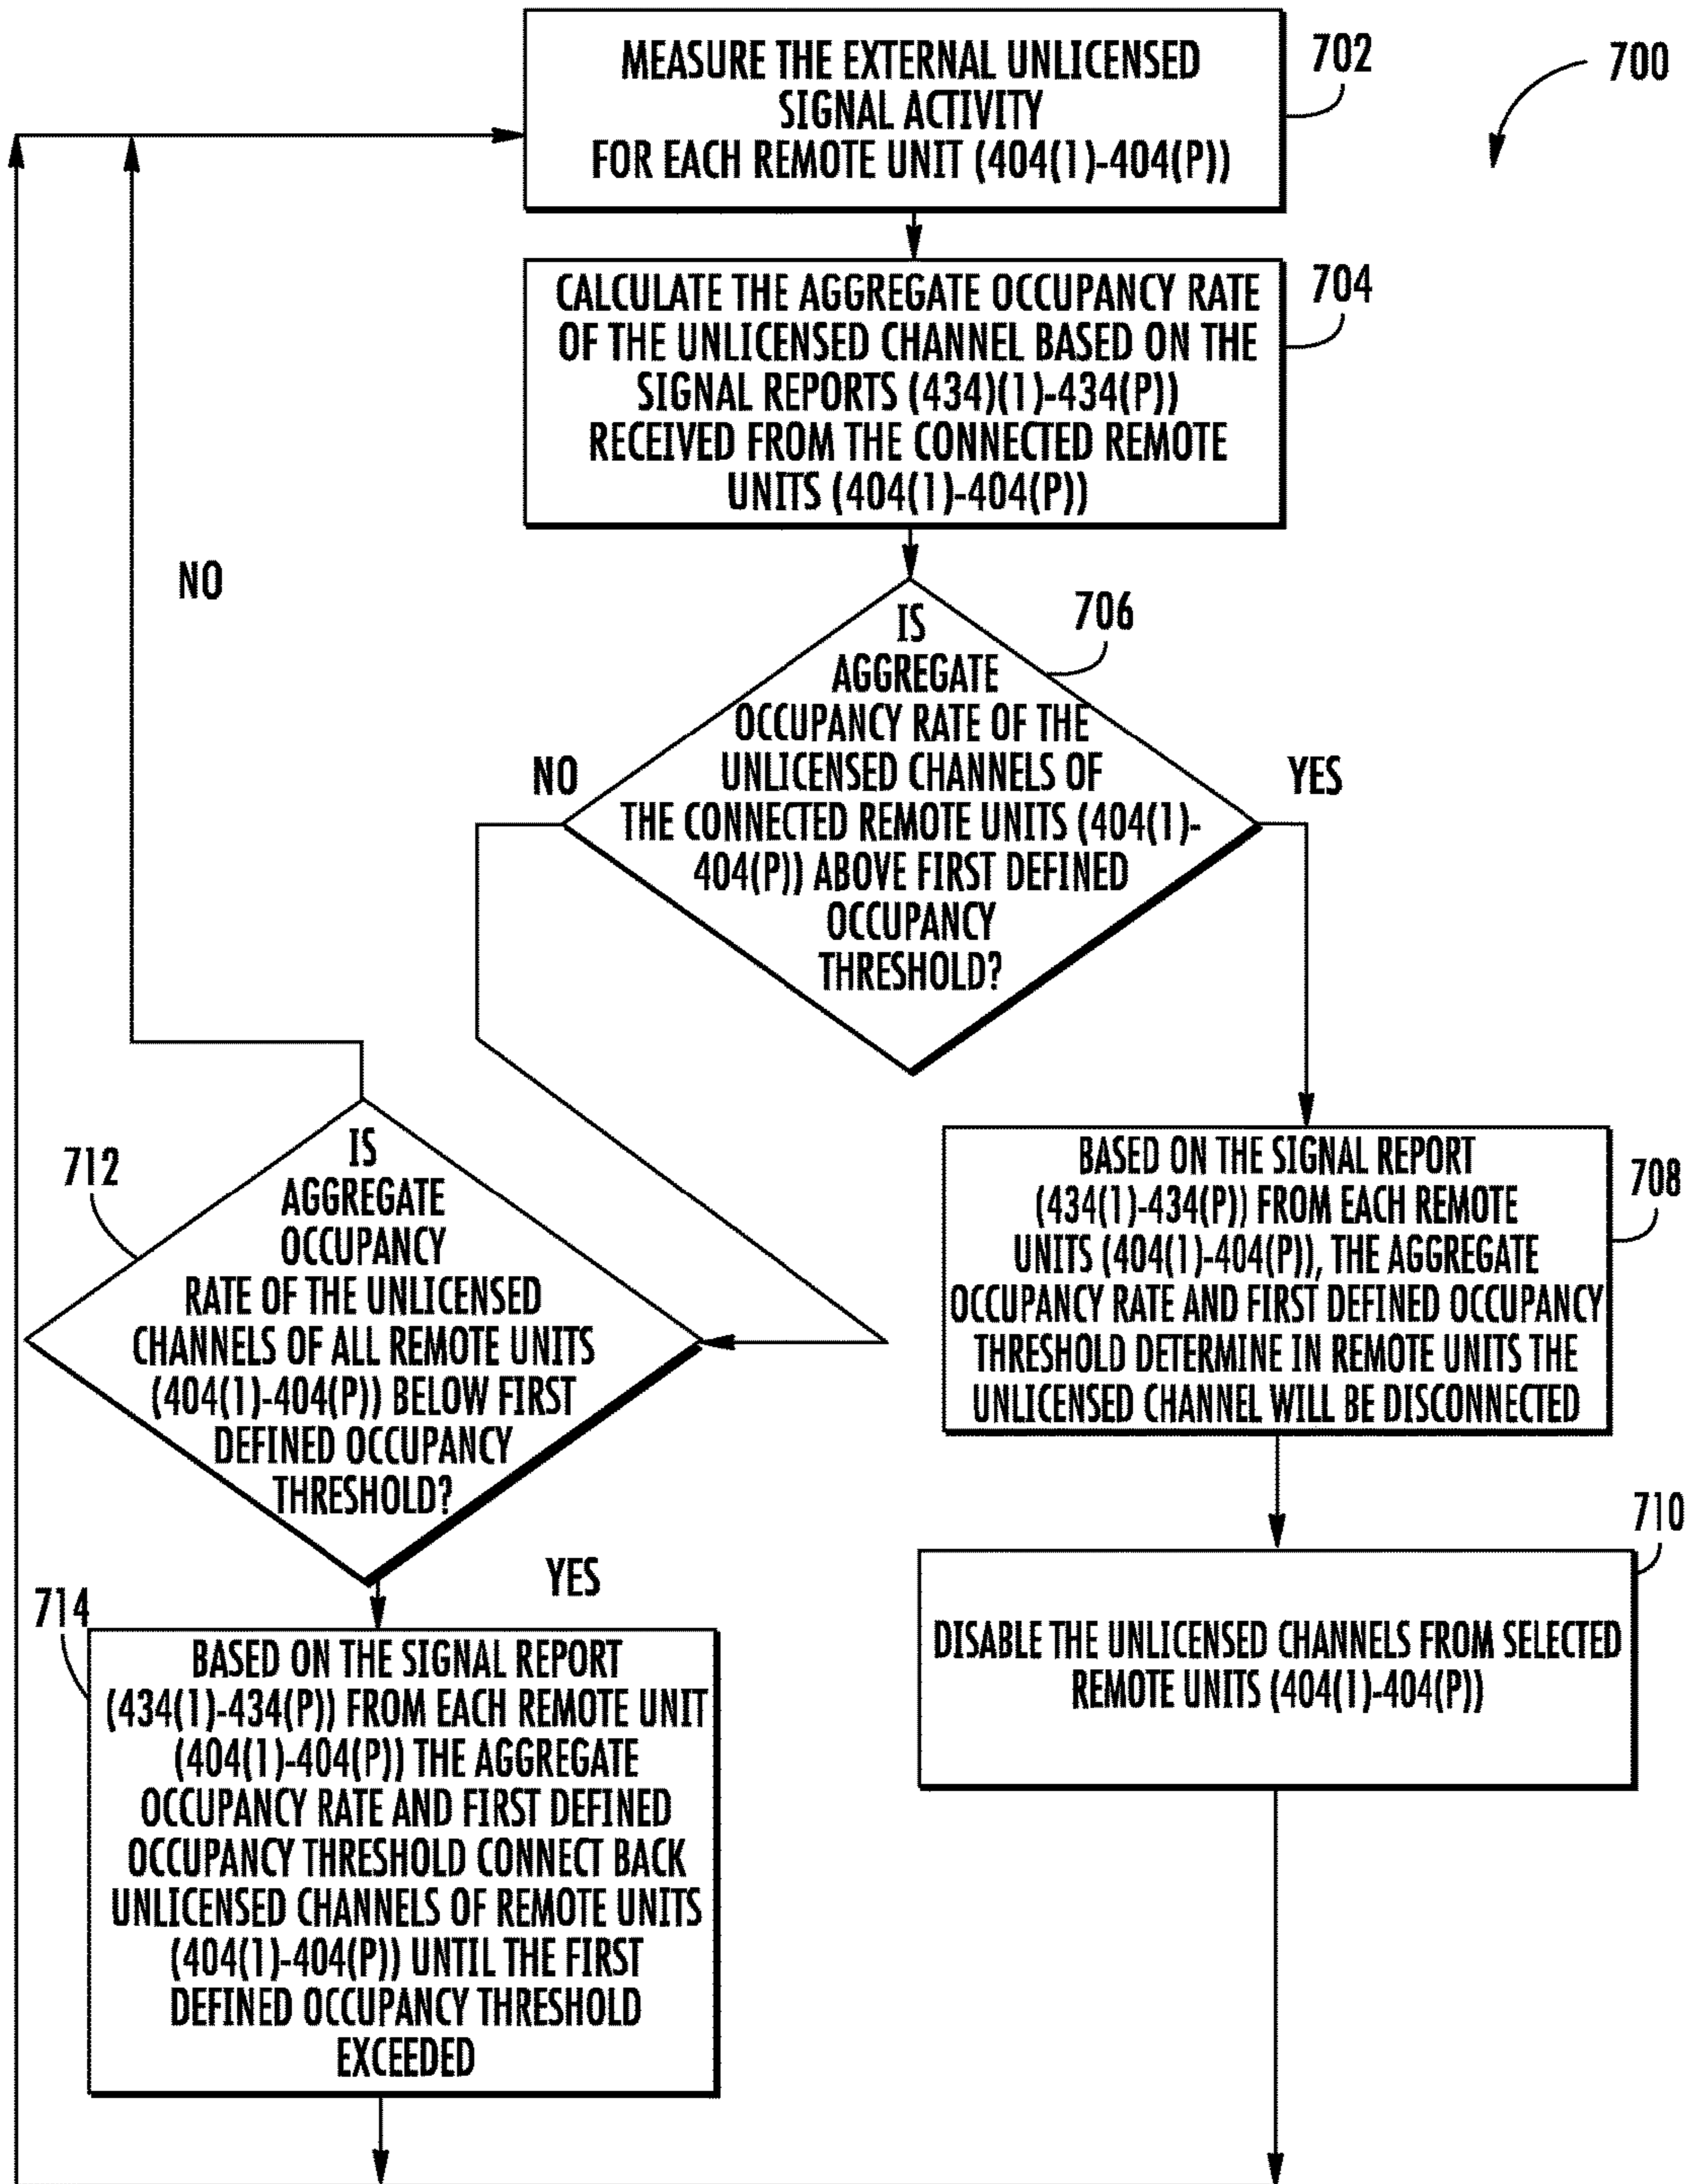 MEASURE THE EXTERNAL UNLICENSED
SIGNAL ACTIVITY
FOR EACH REMOTE UNIT (404(1)-404(P))
702
700
CALCULATE THE AGGREGATE OCCUPANCY RATE
OF THE UNLICENSED CHANNEL BASED ON THE
SIGNAL REPORTS (434)(1)-434(P))
RECEIVED FROM THE CONNECTED REMOTE
UNITS (404(1)-404(P))
704
NO
IS
AGGREGATE
OCCUPANCY RATE OF THE
UNLICENSED CHANNELS OF
THE CONNECTED REMOTE UNITS (404(1)-
404(P)) ABOVE FIRST DEFINED
OCCUPANCY
THRESHOLD?
706
NO
YES
712
IS
AGGREGATE
OCCUPANCY
RATE OF THE UNLICENSED
CHANNELS OF ALL REMOTE UNITS
(404(1)-404(P)) BELOW FIRST
DEFINED OCCUPANCY
THRESHOLD?
BASED ON THE SIGNAL REPORT
(434(1)-434(P)) FROM EACH REMOTE
UNITS (404(1)-404(P)), THE AGGREGATE
OCCUPANCY RATE AND FIRST DEFINED OCCUPANCY
THRESHOLD DETERMINE IN REMOTE UNITS THE
UNLICENSED CHANNEL WILL BE DISCONNECTED
708
YES
714
BASED ON THE SIGNAL REPORT
(434(1)-434(P)) FROM EACH REMOTE UNIT
(404(1)-404(P)) THE AGGREGATE
OCCUPANCY RATE AND FIRST DEFINED
OCCUPANCY THRESHOLD CONNECT BACK
UNLICENSED CHANNELS OF REMOTE UNITS
(404(1)-404(P)) UNTIL THE FIRST
DEFINED OCCUPANCY THRESHOLD
EXCEEDED
710
DISABLE THE UNLICENSED CHANNELS FROM SELECTED
REMOTE UNITS (404(1)-404(P))